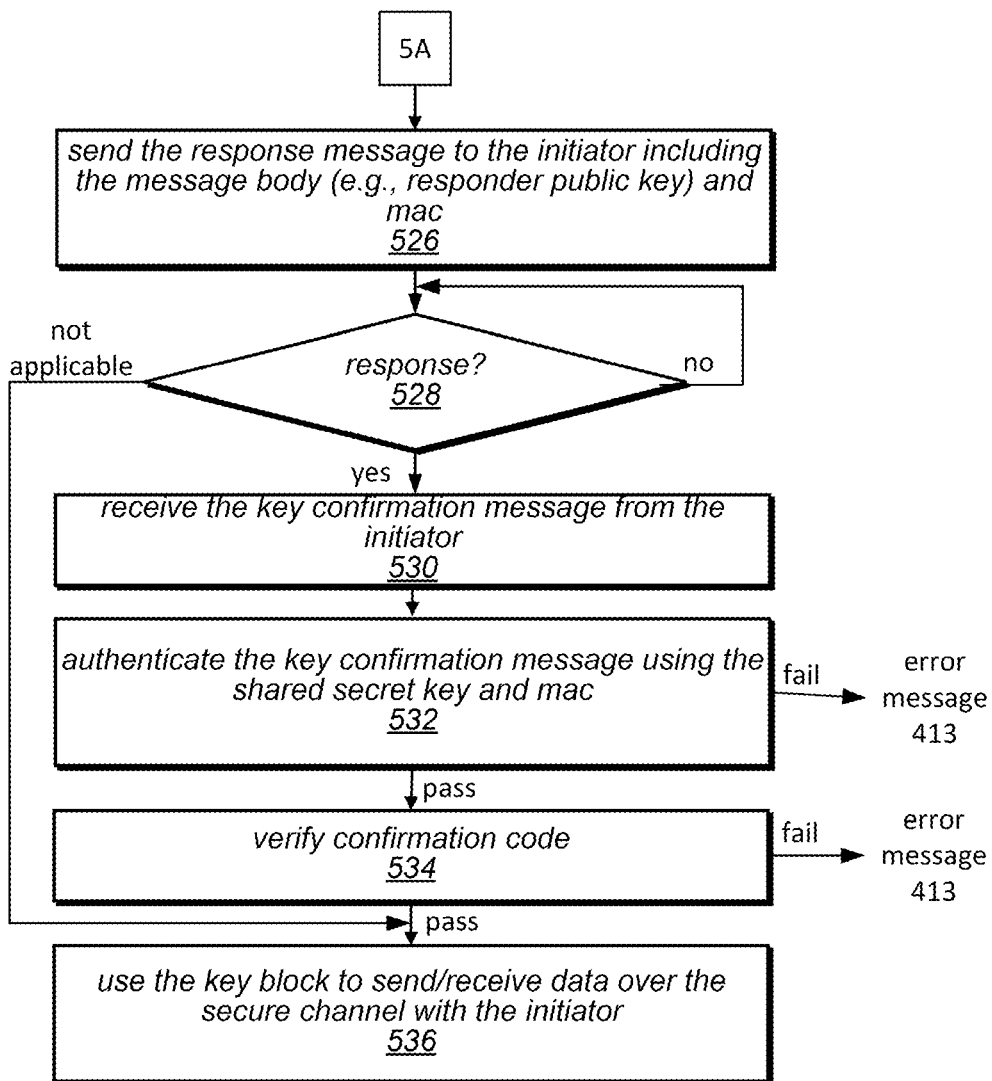 5A
send the response message to the initiator including
the message body (e.g., responder public key) and
mac
526
not
applicable
response?
528
no
yes
receive the key confirmation message from the
initiator
530
authenticate the key confirmation message using the
shared secret key and mac
532
fail
error
message
413
pass
verify confirmation code
534
fail
error
message
413
pass
use the key block to send/receive data over the
secure channel with the initiator
536